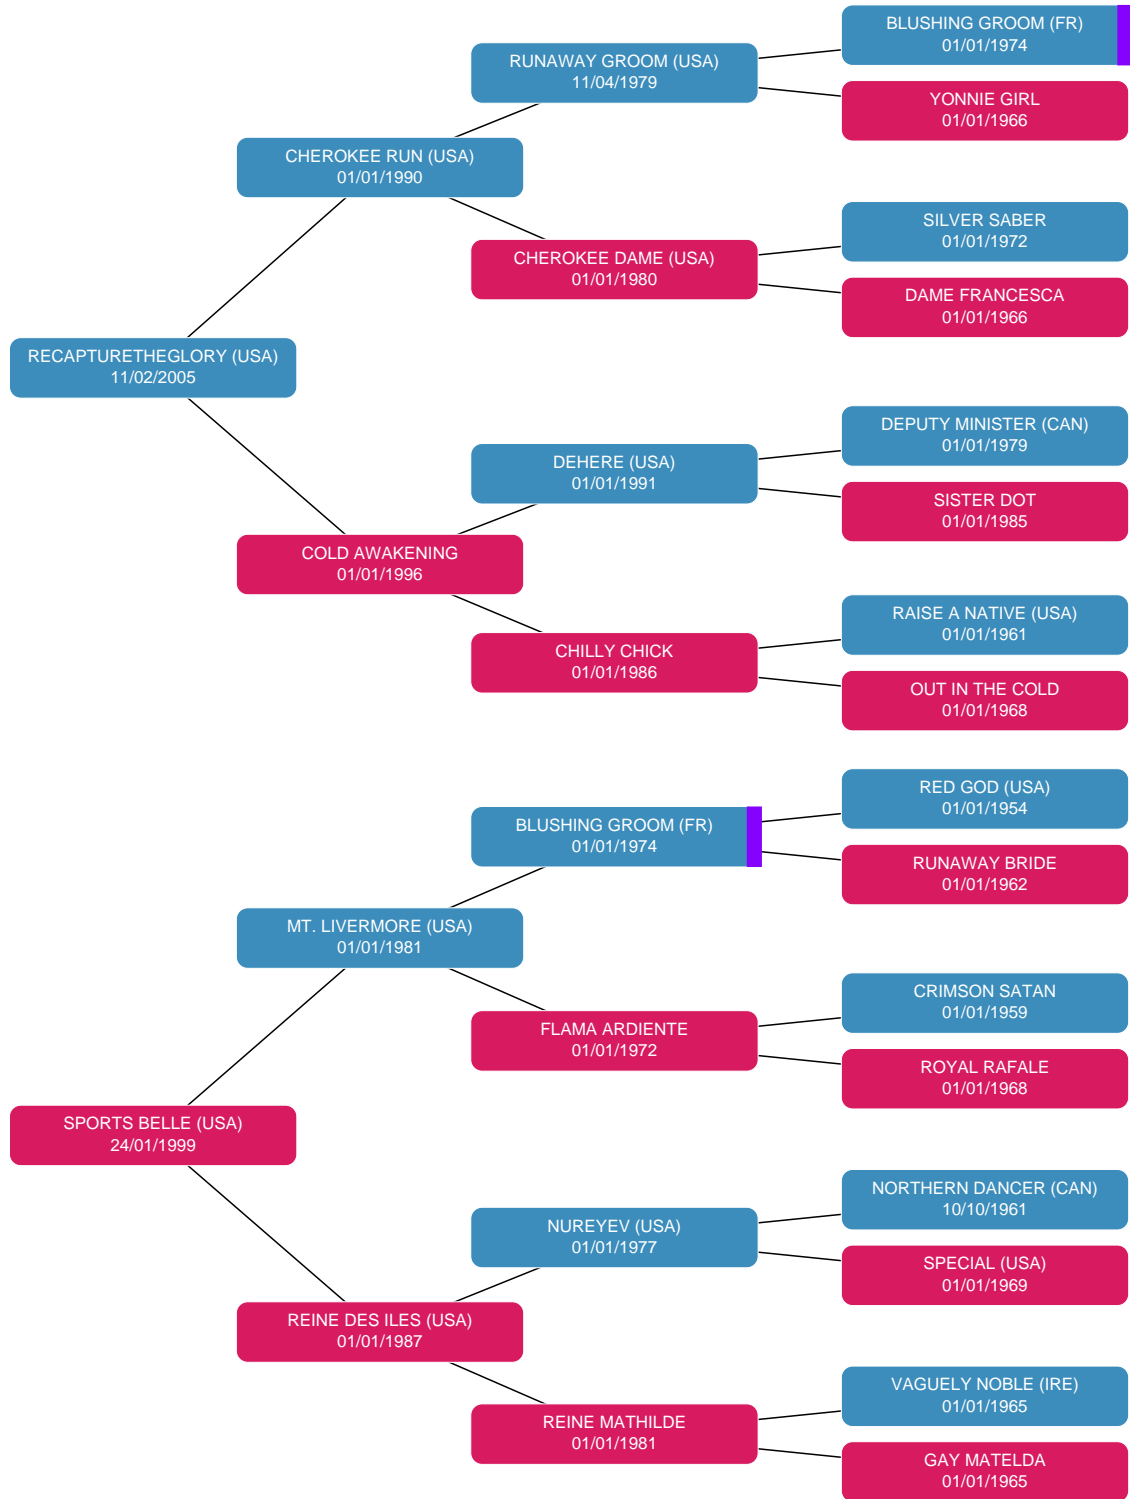 BLUSHING GROOM (FR)
01/01/1974
RUNAWAY GROOM (USA)
11/04/1979
YONNIE GIRL
01/01/1966
CHEROKEE RUN (USA)
01/01/1990
SILVER SABER
01/01/1972
CHEROKEE DAME (USA)
01/01/1980
DAME FRANCESCA
01/01/1966
RECAPTURETHEGLORY (USA)
11/02/2005
DEPUTY MINISTER (CAN)
01/01/1979
DEHERE (USA)
01/01/1991
SISTER DOT
01/01/1985
COLD AWAKENING
01/01/1996
RAISE A NATIVE (USA)
01/01/1961
CHILLY CHICK
01/01/1986
OUT IN THE COLD
01/01/1968
RED GOD (USA)
01/01/1954
BLUSHING GROOM (FR)
01/01/1974
RUNAWAY BRIDE
01/01/1962
MT. LIVERMORE (USA)
01/01/1981
CRIMSON SATAN
01/01/1959
FLAMA ARDIENTE
01/01/1972
ROYAL RAFALE
01/01/1968
SPORTS BELLE (USA)
24/01/1999
NORTHERN DANCER (CAN)
10/10/1961
NUREYEV (USA)
01/01/1977
SPECIAL (USA)
01/01/1969
REINE DES ILES (USA)
01/01/1987
VAGUELY NOBLE (IRE)
01/01/1965
REINE MATHILDE
01/01/1981
GAY MATELDA
01/01/1965